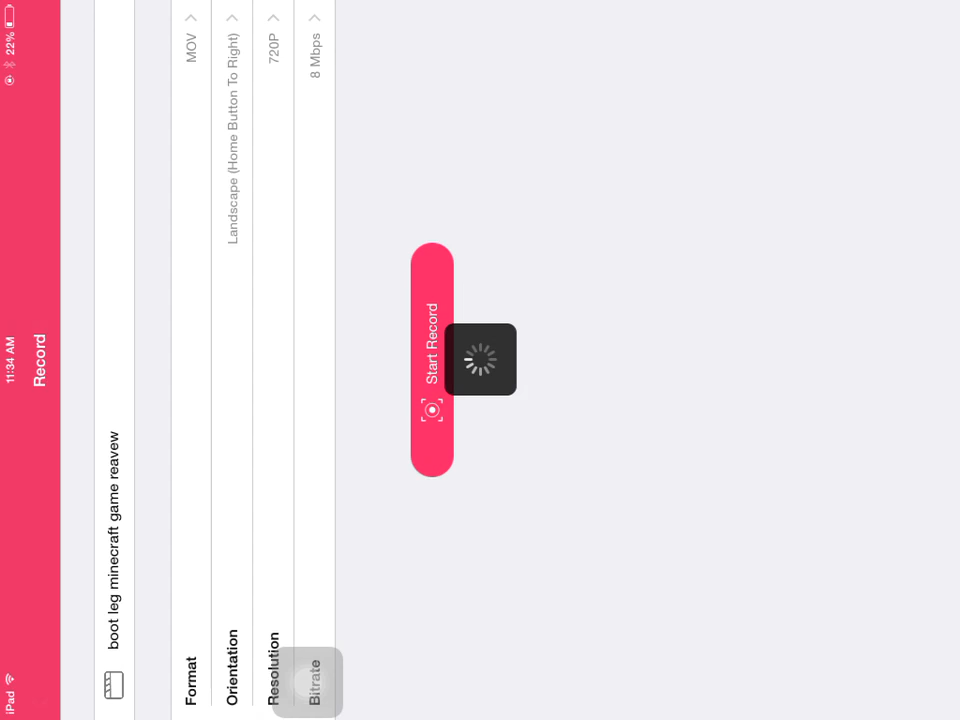 iPad 11:34 AM 22%
Record
boot leg minecraft game reavew
Format MOV
Orientation Landscape (Home Button To Right)
Resolution 720P
Bitrate 8 Mbps
Start Record